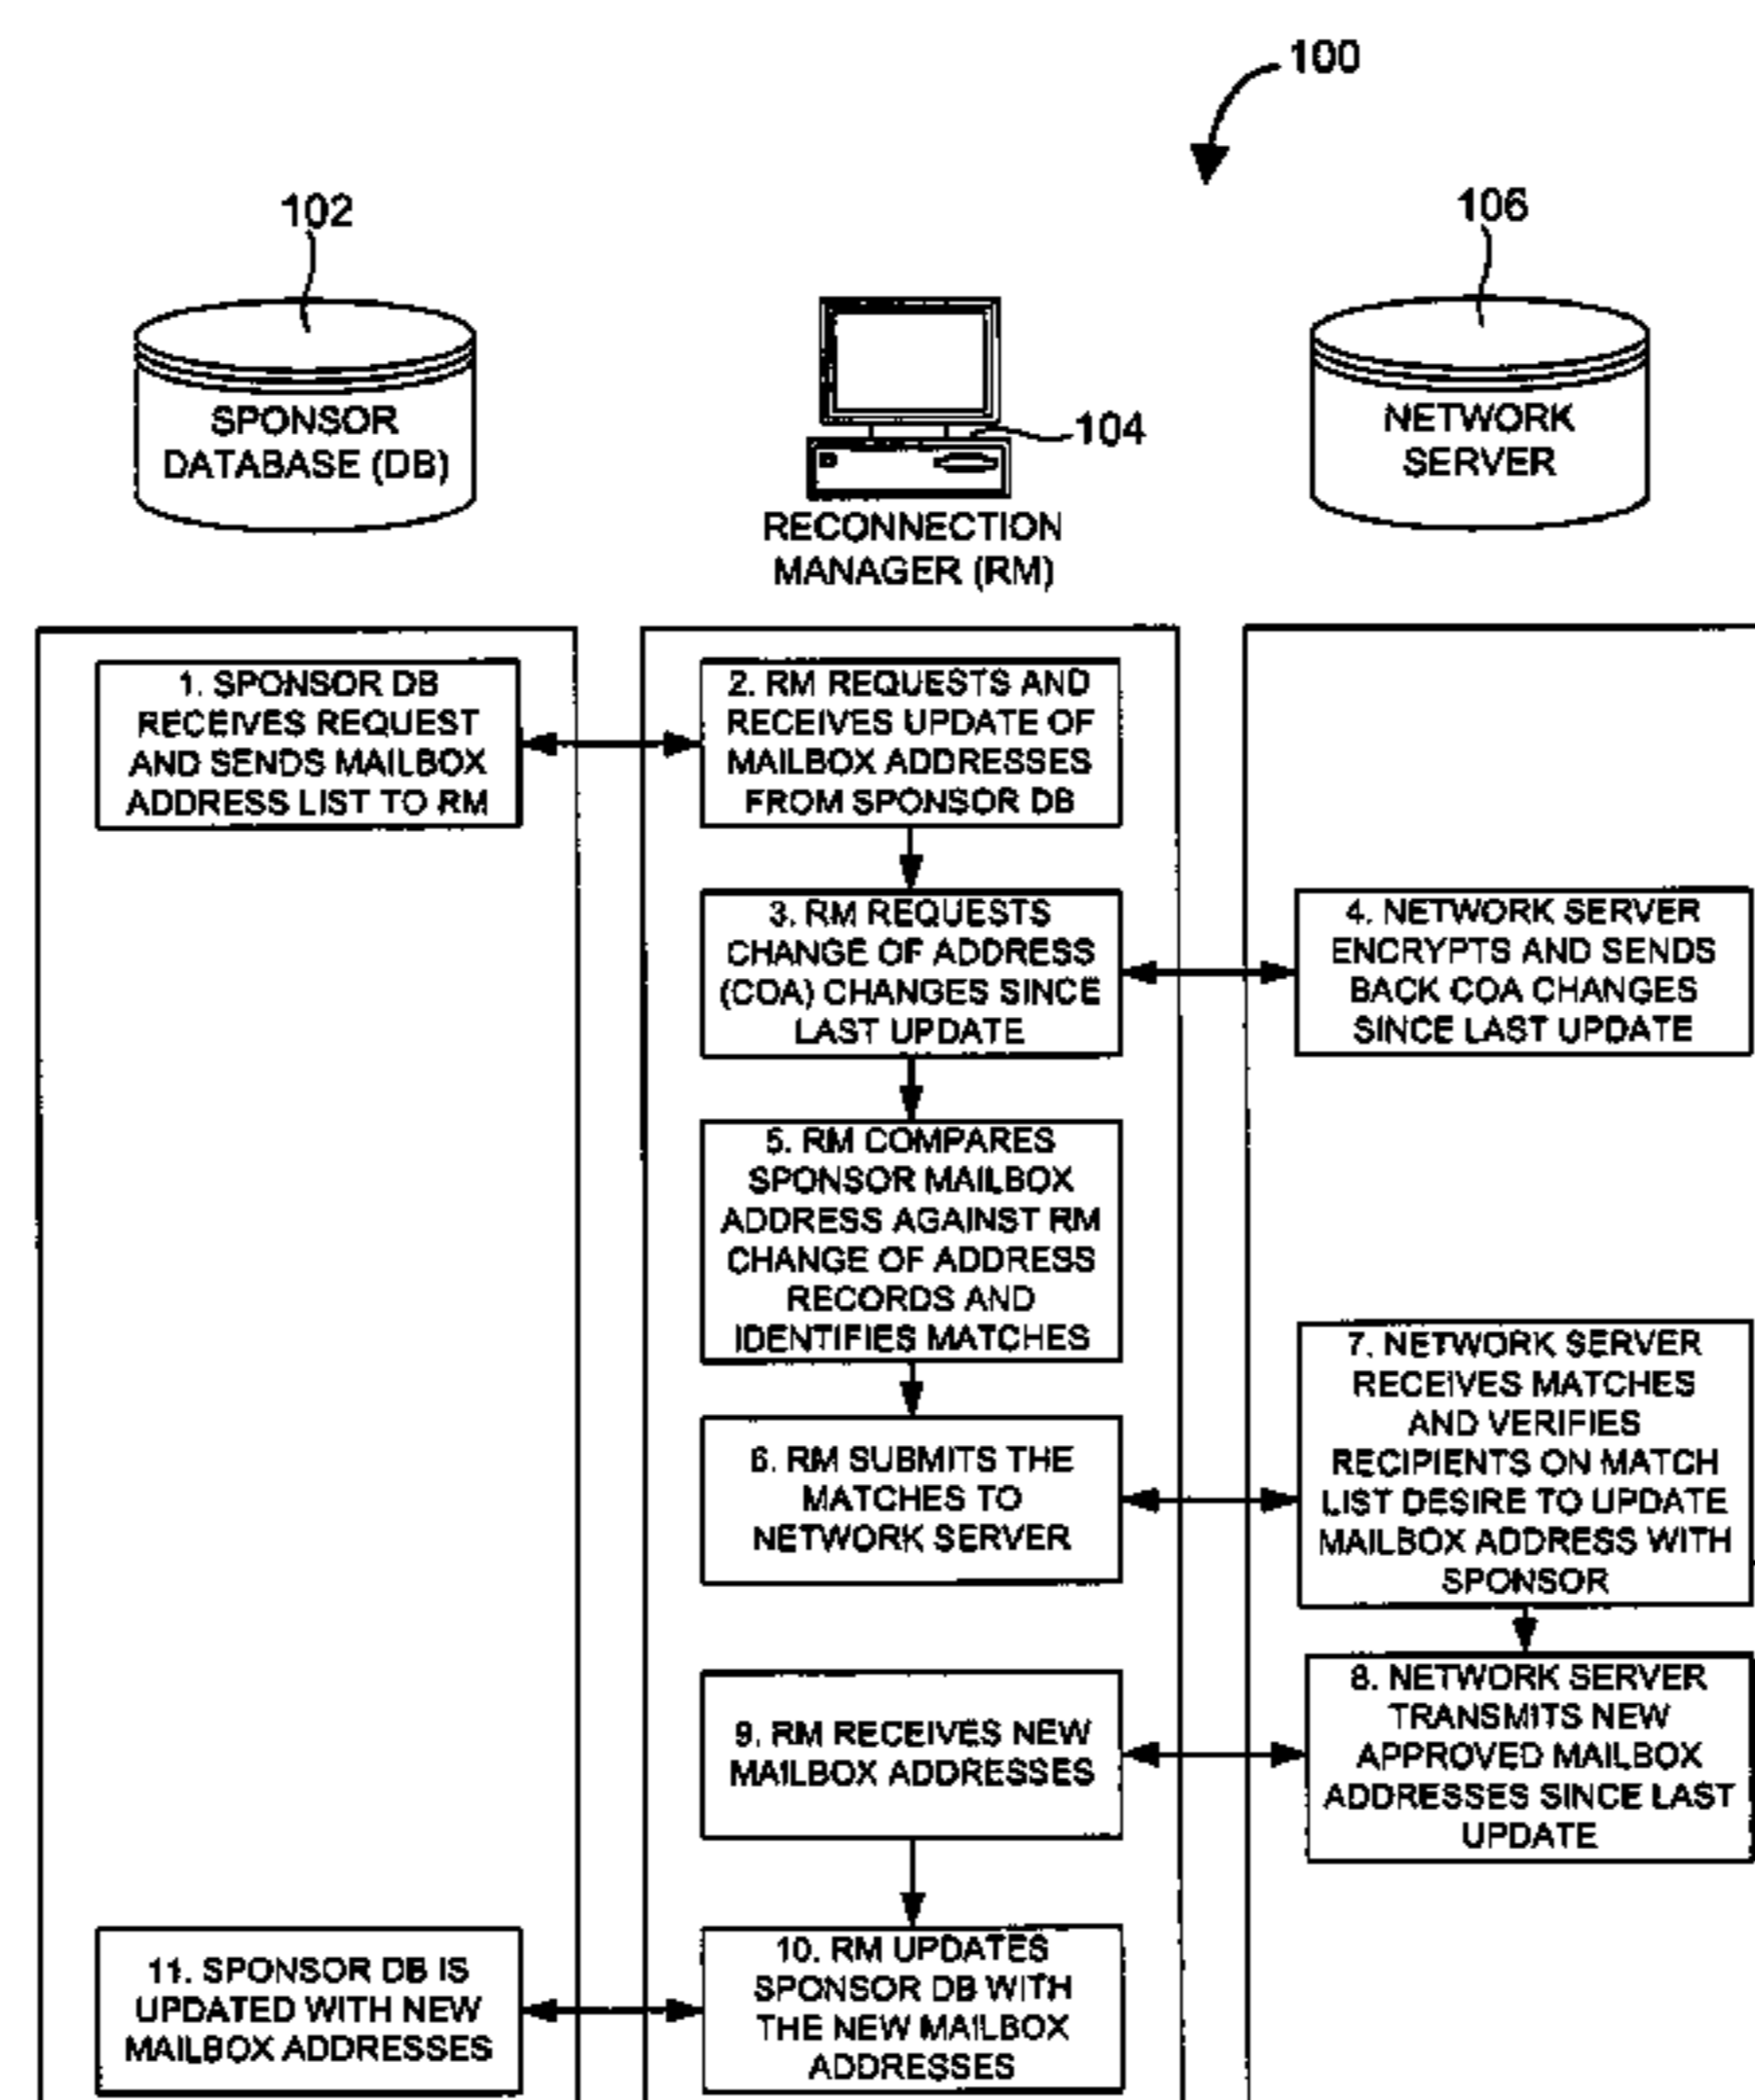 100
102
106
SPONSOR
DATABASE (DB)
104
NETWORK
SERVER
RECONNECTION
MANAGER (RM)
1. SPONSOR DB
RECEIVES REQUEST
AND SENDS MAILBOX
ADDRESS LIST TO RM
2. RM REQUESTS AND
RECEIVES UPDATE OF
MAILBOX ADDRESSES
FROM SPONSOR DB
3. RM REQUESTS
CHANGE OF ADDRESS
(COA) CHANGES SINCE
LAST UPDATE
4. NETWORK SERVER
ENCRYPTS AND SENDS
BACK COA CHANGES
SINCE LAST UPDATE
5. RM COMPARES
SPONSOR MAILBOX
ADDRESS AGAINST RM
CHANGE OF ADDRESS
RECORDS AND
IDENTIFIES MATCHES
6. RM SUBMITS THE
MATCHES TO
NETWORK SERVER
7. NETWORK SERVER
RECEIVES MATCHES
AND VERIFIES
RECIPIENTS ON MATCH
LIST DESIRE TO UPDATE
MAILBOX ADDRESS WITH
SPONSOR
8. NETWORK SERVER
TRANSMITS NEW
APPROVED MAILBOX
ADDRESSES SINCE LAST
UPDATE
9. RM RECEIVES NEW
MAILBOX ADDRESSES
10. RM UPDATES
SPONSOR DB WITH
THE NEW MAILBOX
ADDRESSES
11. SPONSOR DB IS
UPDATED WITH NEW
MAILBOX ADDRESSES